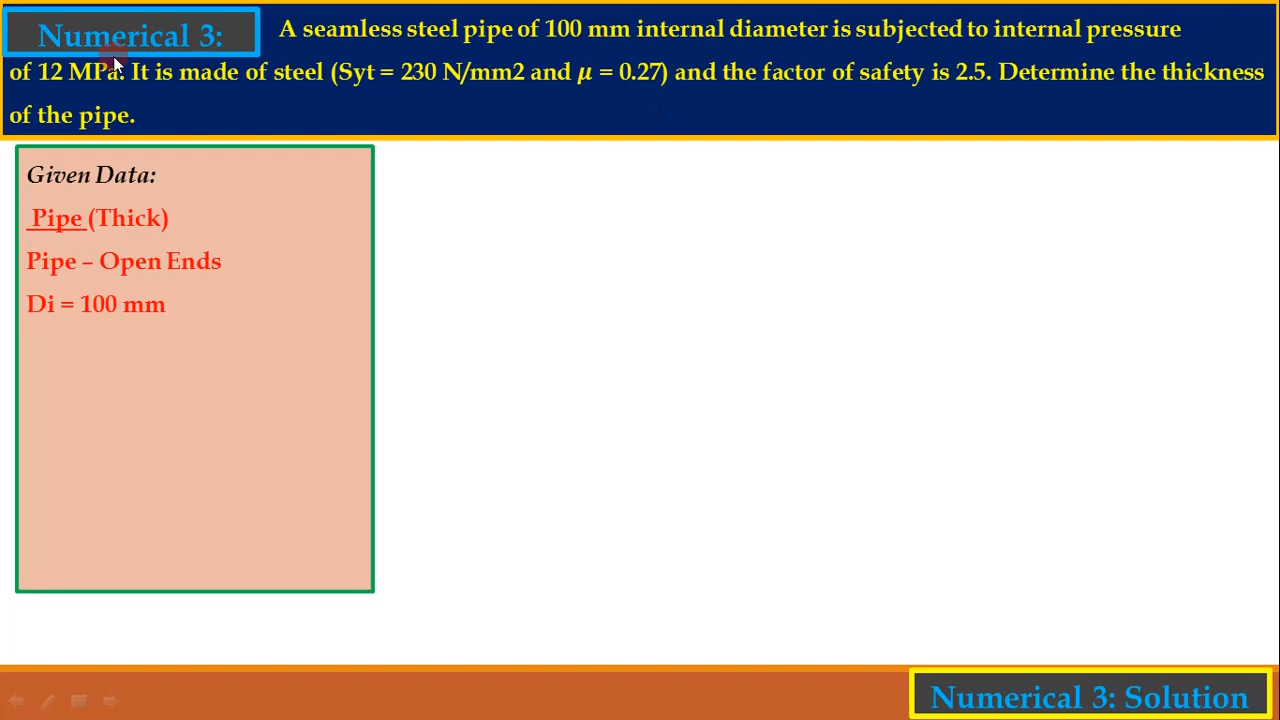 Numerical 3: A seamless steel pipe of 100 mm internal diameter is subjected to internal pressure
of 12 MPa. It is made of steel (Syt = 230 N/mm2 and μ = 0.27) and the factor of safety is 2.5. Determine the thickness
of the pipe.
Given Data:
Pipe (Thick)
Pipe – Open Ends
Di = 100 mm
Numerical 3: Solution